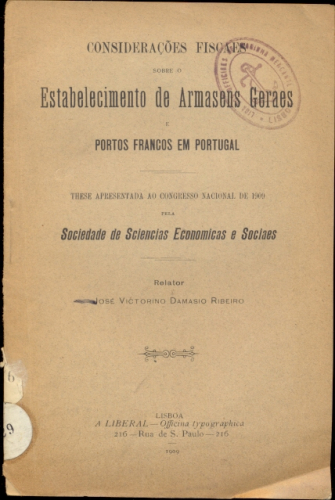 CONSIDERAÇÕES FISCAES
SOBRE O
Estabelecimento de Armasens Geraes
E
PORTOS FRANCOS EM PORTUGAL
THESE APRESENTADA AO CONGRESSO NACIONAL DE 1909
PELA
Sociedade de Sciencias Economicas e Sociaes
Relator
JOSÉ VICTORINO DAMASIO RIBEIRO
LISBOA
A LIBERAL—Officina typographica
216 —Rua de S. Paulo— 216